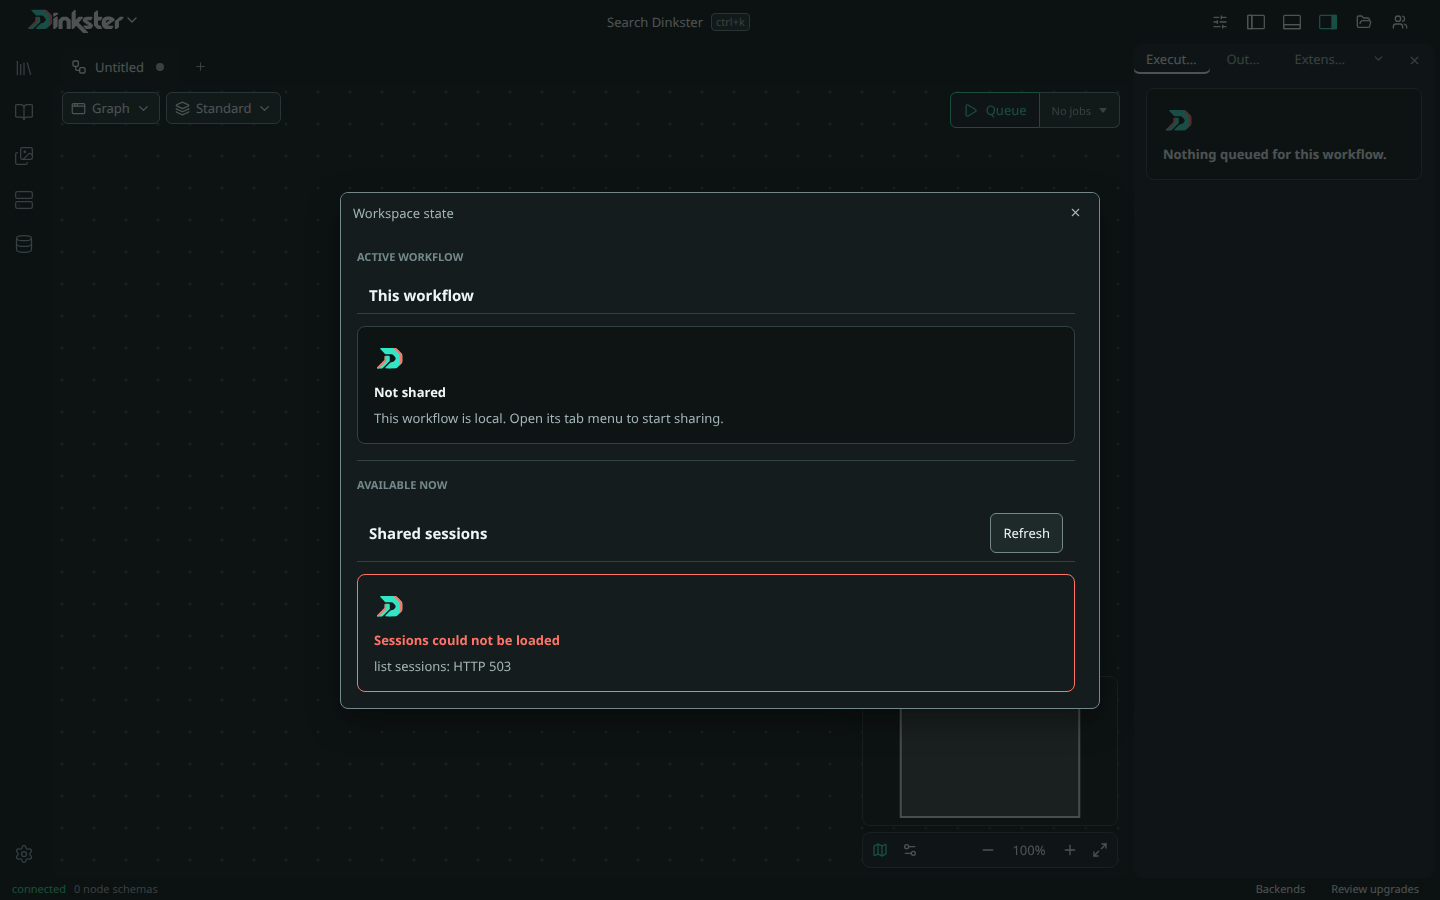 Dinkster
Search Dinkster ctrl+k
Untitled
Execut...
Out...
Extens...
Graph
Standard
Queue
No jobs
Nothing queued for this workflow.
Workspace state
ACTIVE WORKFLOW
This workflow
Not shared
This workflow is local. Open its tab menu to start sharing.
AVAILABLE NOW
Shared sessions
Refresh
Sessions could not be loaded
list sessions: HTTP 503
100%
connected 0 node schemas
Backends
Review upgrades